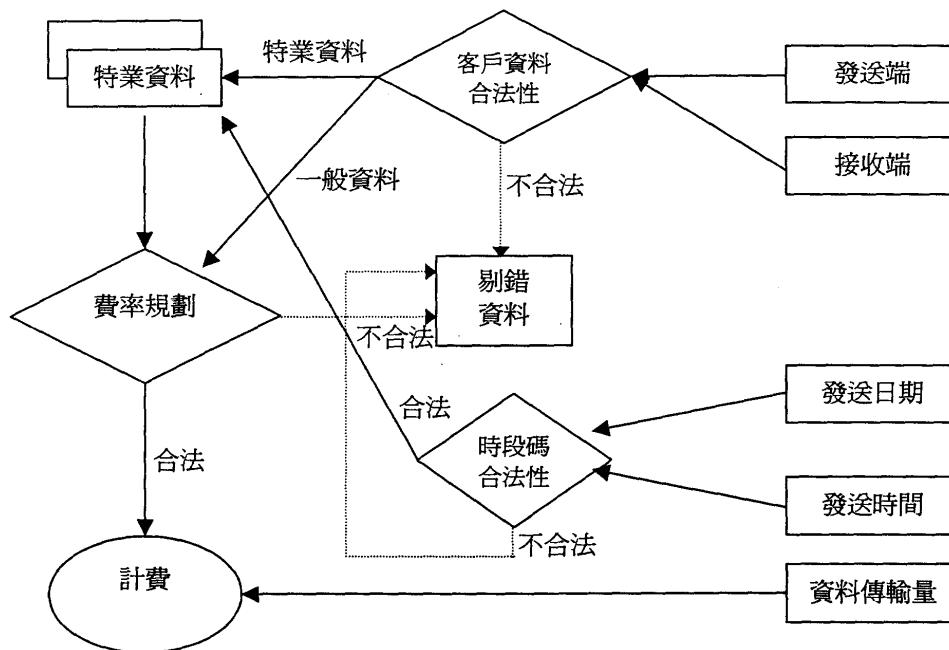 特業資料
特業資料
客戶資料
合法性
發送端
接收端
一般資料
不合法
剔錯
資料
費率規劃
不合法
合法
時段碼
合法性
發送日期
合法
不合法
發送時間
計費
資料傳輸量